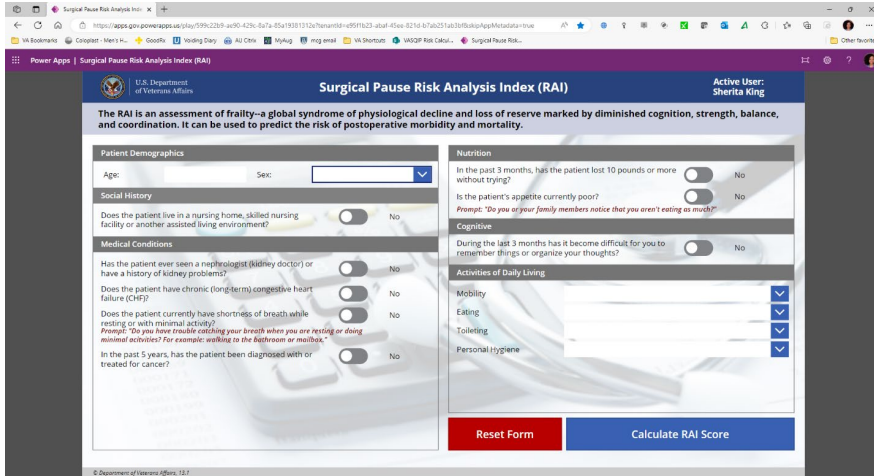 Surgical Pause Risk Analysis Inde
https://apps.gov.powerapps.us/play/599c22b9-ae90-429c-8a7a-85a19381312e?tenantId=e95f1b23-abaf-45ee-821d-b7ab251ab3bf&skipAppMetadata=true
VA Bookmarks
Coloplast - Men's H...
GoodRx
Voiding Diary
AU Citrix
MyAug
mcg email
VA Shortcuts
VASQIP Risk Calcul...
Surgical Pause Risk...
Other favorite
Power Apps | Surgical Pause Risk Analysis Index (RAI)
U.S. Department
of Veterans Affairs
Surgical Pause Risk Analysis Index (RAI)
Active User:
Sherita King
The RAI is an assessment of frailty--a global syndrome of physiological decline and loss of reserve marked by diminished cognition, strength, balance,
and coordination. It can be used to predict the risk of postoperative morbidity and mortality.
Patient Demographics
Age: Sex:
Social History
Does the patient live in a nursing home, skilled nursing
facility or another assisted living environment?
No
Medical Conditions
Has the patient ever seen a nephrologist (kidney doctor) or
have a history of kidney problems?
No
Does the patient have chronic (long-term) congestive heart
failure (CHF)?
No
Does the patient currently have shortness of breath while
resting or with minimal activity?
No
Prompt: "Do you have trouble catching your breath when you are resting or doing
minimal acitivities? For example: walking to the bathroom or mailbox."
In the past 5 years, has the patient been diagnosed with or
treated for cancer?
No
Nutrition
In the past 3 months, has the patient lost 10 pounds or more
without trying?
No
Is the patient's appetite currently poor?
No
Prompt: "Do you or your family members notice that you aren't eating as much?"
Cognitive
During the last 3 months has it become difficult for you to
remember things or organize your thoughts?
No
Activities of Daily Living
Mobility
Eating
Toileting
Personal Hygiene
Reset Form
Calculate RAI Score
© Department of Veterans Affairs, 13.1